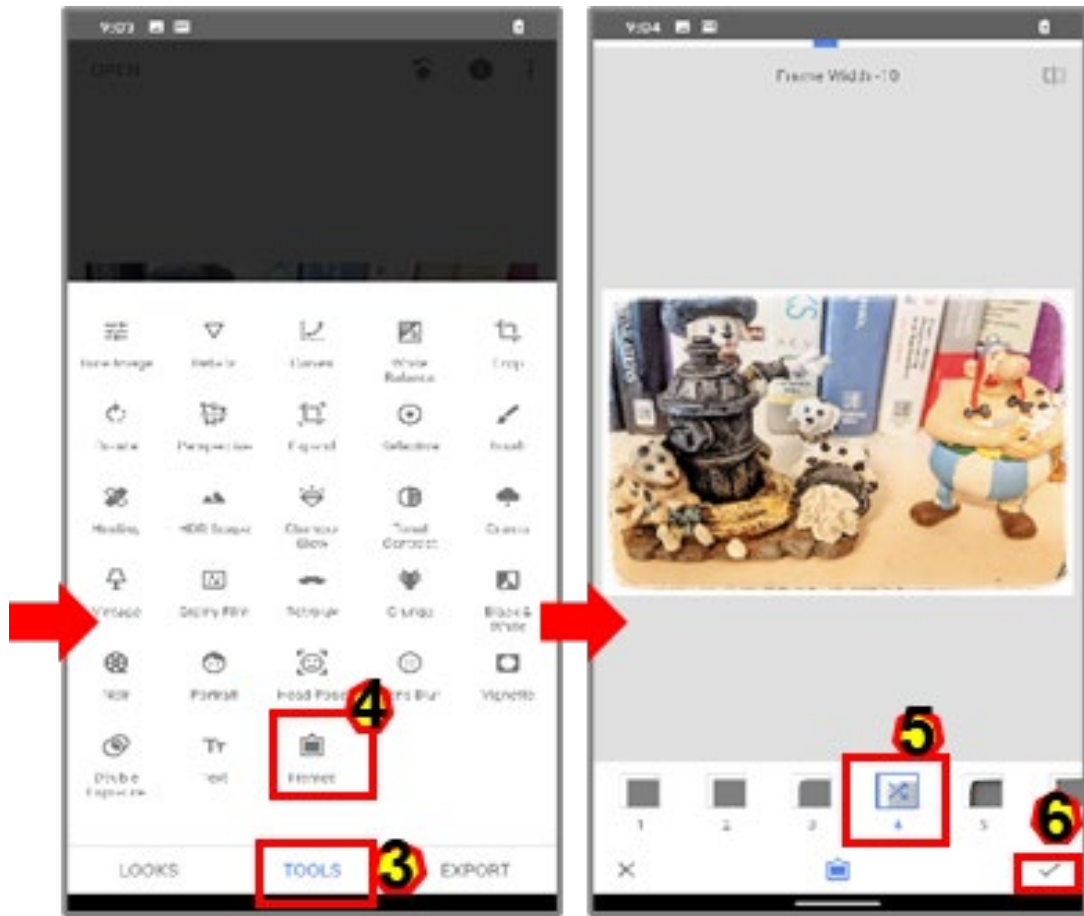 9:03
OPEN
Tune Image
Details
Curves
White
Balance
Crop
Rotate
Perspective
Expand
Selective
Brush
Healing
HDR Scape
Glamour
Glow
Tonal
Contrast
Drama
Vintage
Grainy Film
Retrolux
Grunge
Black &
White
Noir
Portrait
Head Pose
Lens Blur
Vignette
4
Double
Exposure
Text
Frames
LOOKS
TOOLS
3
EXPORT
9:04
Frame Width -10
5
1
2
3
4
5
6